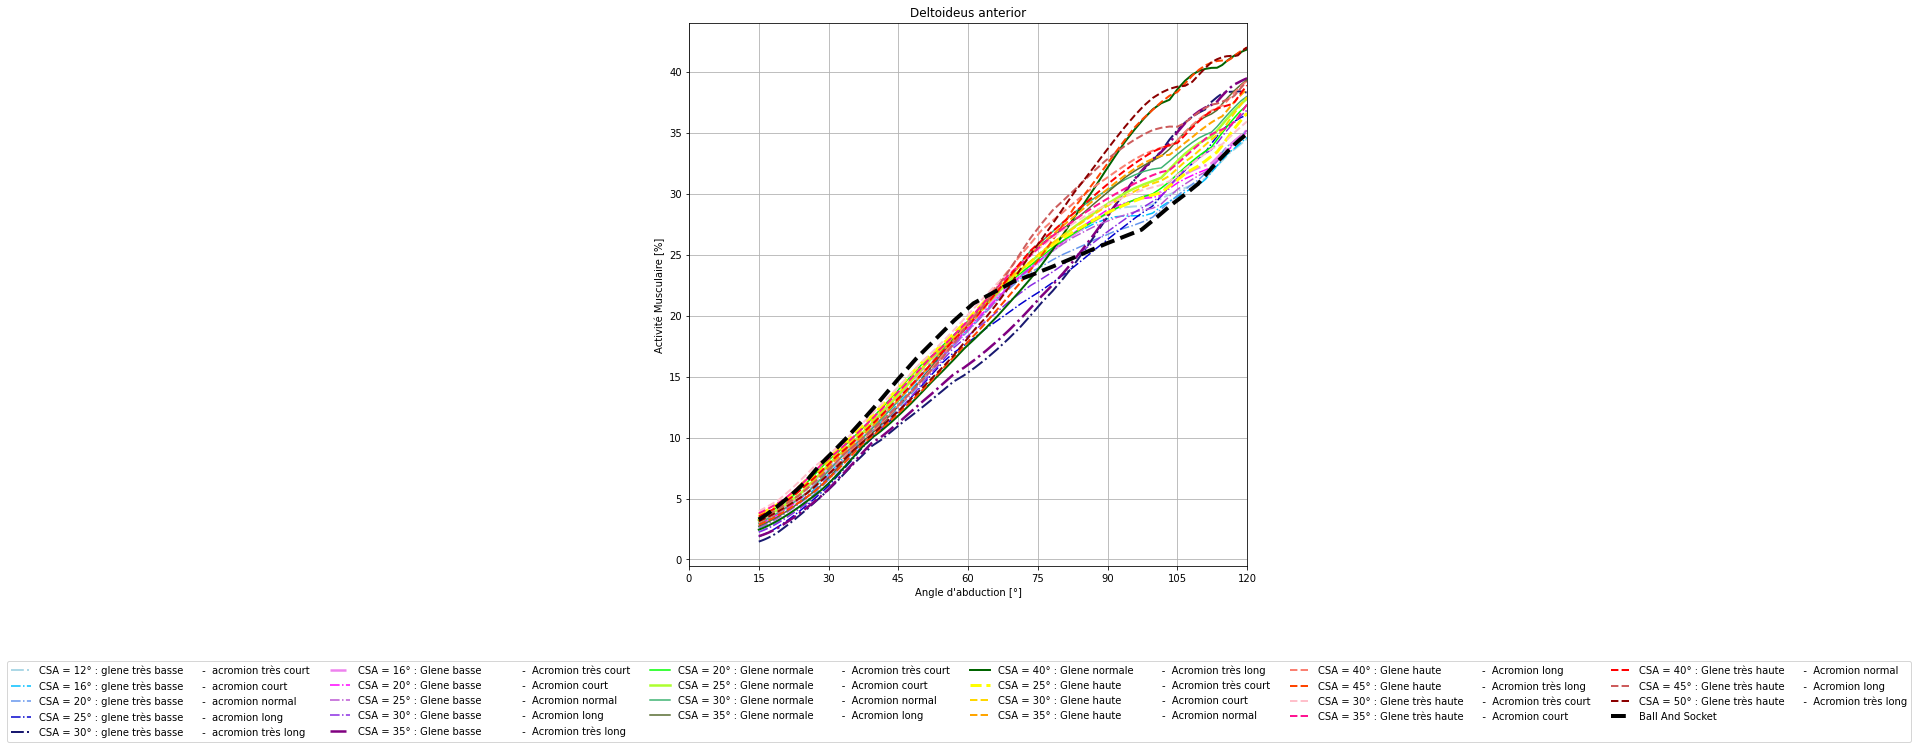 Deltoideus anterior
40
35
30
25
20
15
10
5
0
Activité Musculaire [%]
0 15 30 45 60 75 90 105 120
Angle d'abduction [°]
CSA = 12° : glene très basse - acromion très court
CSA = 16° : glene très basse - acromion court
CSA = 20° : glene très basse - acromion normal
CSA = 25° : glene très basse - acromion long
CSA = 30° : glene très basse - acromion très long
CSA = 16° : Glene basse - Acromion très court
CSA = 20° : Glene basse - Acromion court
CSA = 25° : Glene basse - Acromion normal
CSA = 30° : Glene basse - Acromion long
CSA = 35° : Glene basse - Acromion très long
CSA = 20° : Glene normale - Acromion très court
CSA = 25° : Glene normale - Acromion court
CSA = 30° : Glene normale - Acromion normal
CSA = 35° : Glene normale - Acromion long
CSA = 40° : Glene normale - Acromion très long
CSA = 25° : Glene haute - Acromion très court
CSA = 30° : Glene haute - Acromion court
CSA = 35° : Glene haute - Acromion normal
CSA = 40° : Glene haute - Acromion long
CSA = 45° : Glene haute - Acromion très long
CSA = 30° : Glene très haute - Acromion très court
CSA = 35° : Glene très haute - Acromion court
CSA = 40° : Glene très haute - Acromion normal
CSA = 45° : Glene très haute - Acromion long
CSA = 50° : Glene très haute - Acromion très long
Ball And Socket